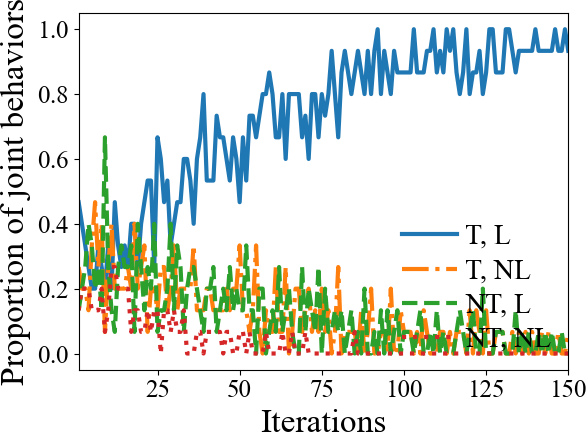 Proportion of joint behaviors
1.0
0.8
0.6
0.4
0.2
0.0
T, L
T, NL
NT, L
NT, NL
25 50 75 100 125 150
Iterations